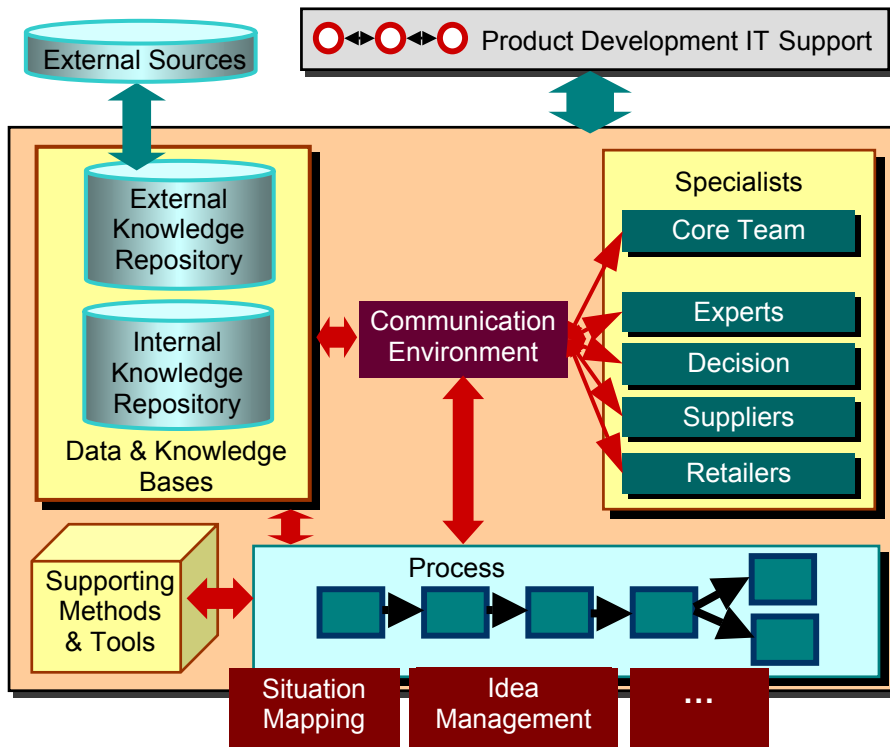 External Sources
Product Development IT Support
External
Knowledge
Repository
Internal
Knowledge
Repository
Data & Knowledge
Bases
Communication
Environment
Specialists
Core Team
Experts
Decision
Suppliers
Retailers
Supporting
Methods
& Tools
Process
Situation
Mapping
Idea
Management
...